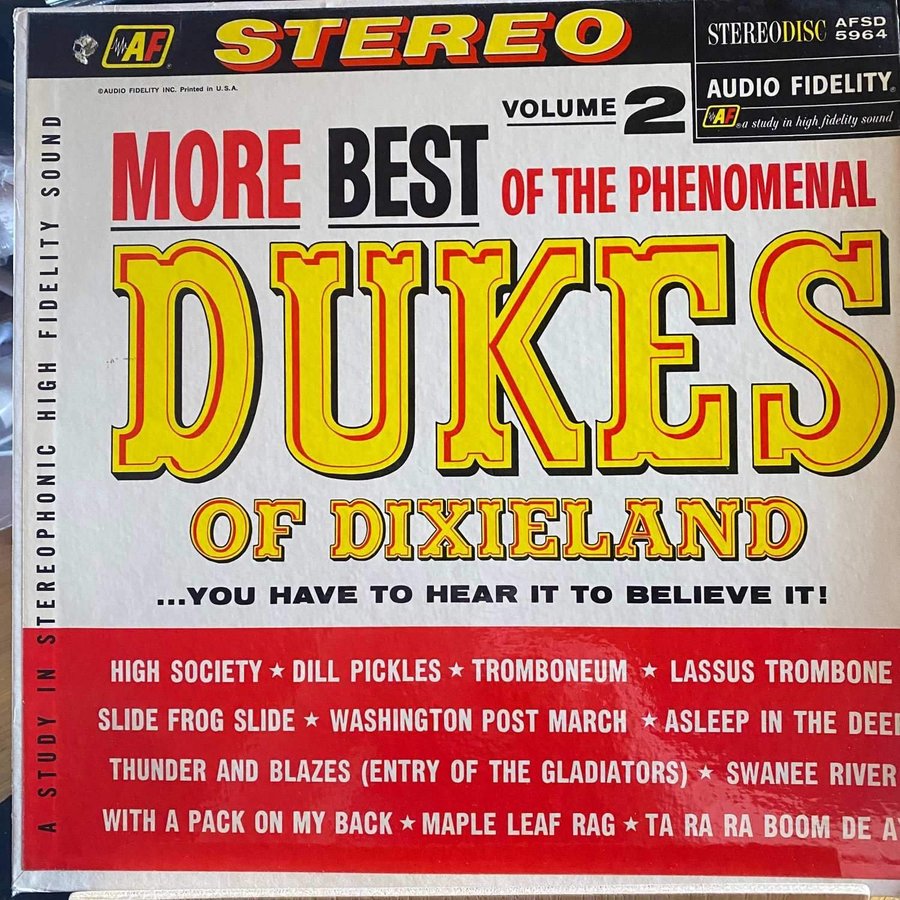 AF
STEREO
STEREODISC AFSD 5964
AUDIO FIDELITY®
AF® a study in high fidelity sound
©AUDIO FIDELITY INC. Printed in U.S.A.
VOLUME 2
MORE BEST OF THE PHENOMENAL
DUKES
OF DIXIELAND
...YOU HAVE TO HEAR IT TO BELIEVE IT!
HIGH SOCIETY ★ DILL PICKLES ★ TROMBONEUM ★ LASSUS TROMBONE
SLIDE FROG SLIDE ★ WASHINGTON POST MARCH ★ ASLEEP IN THE
THUNDER AND BLAZES (ENTRY OF THE GLADIATORS) ★ SWANEE RIVER
WITH A PACK ON MY BACK ★ MAPLE LEAF RAG ★ TA RA RA BOOM DE
A STUDY IN STEREOPHONIC HIGH FIDELITY SOUND